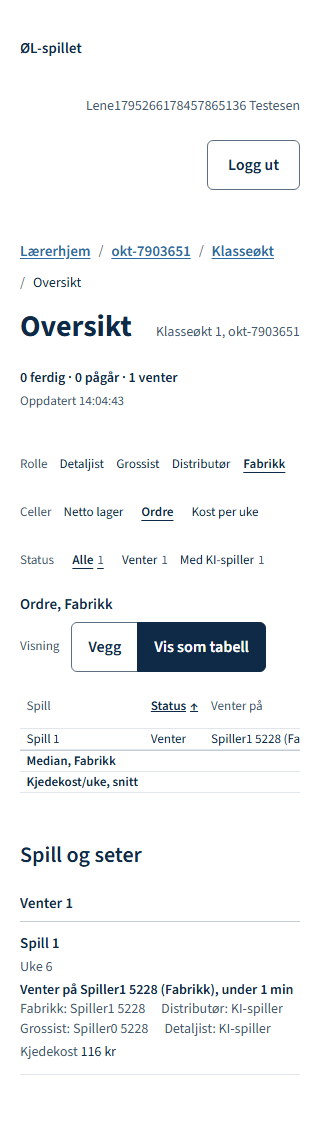 ØL-spillet
Lene1795266178457865136 Testesen
Logg ut
Lærerhjem / okt-7903651 / Klasseøkt
/ Oversikt
Oversikt Klasseøkt 1, okt-7903651
0 ferdig · 0 pågår · 1 venter
Oppdatert 14:04:43
Rolle Detaljist Grossist Distributør Fabrikk
Celler Netto lager Ordre Kost per uke
Status Alle 1 Venter 1 Med KI-spiller 1
Ordre, Fabrikk
Visning Vegg Vis som tabell
Spill Status ↑ Venter på
Spill 1 Venter Spiller1 5228 (Fa
Median, Fabrikk
Kjedekost/uke, snitt
Spill og seter
Venter 1
Spill 1
Uke 6
Venter på Spiller1 5228 (Fabrikk), under 1 min
Fabrikk: Spiller1 5228 Distributør: KI-spiller
Grossist: Spiller0 5228 Detaljist: KI-spiller
Kjedekost 116 kr